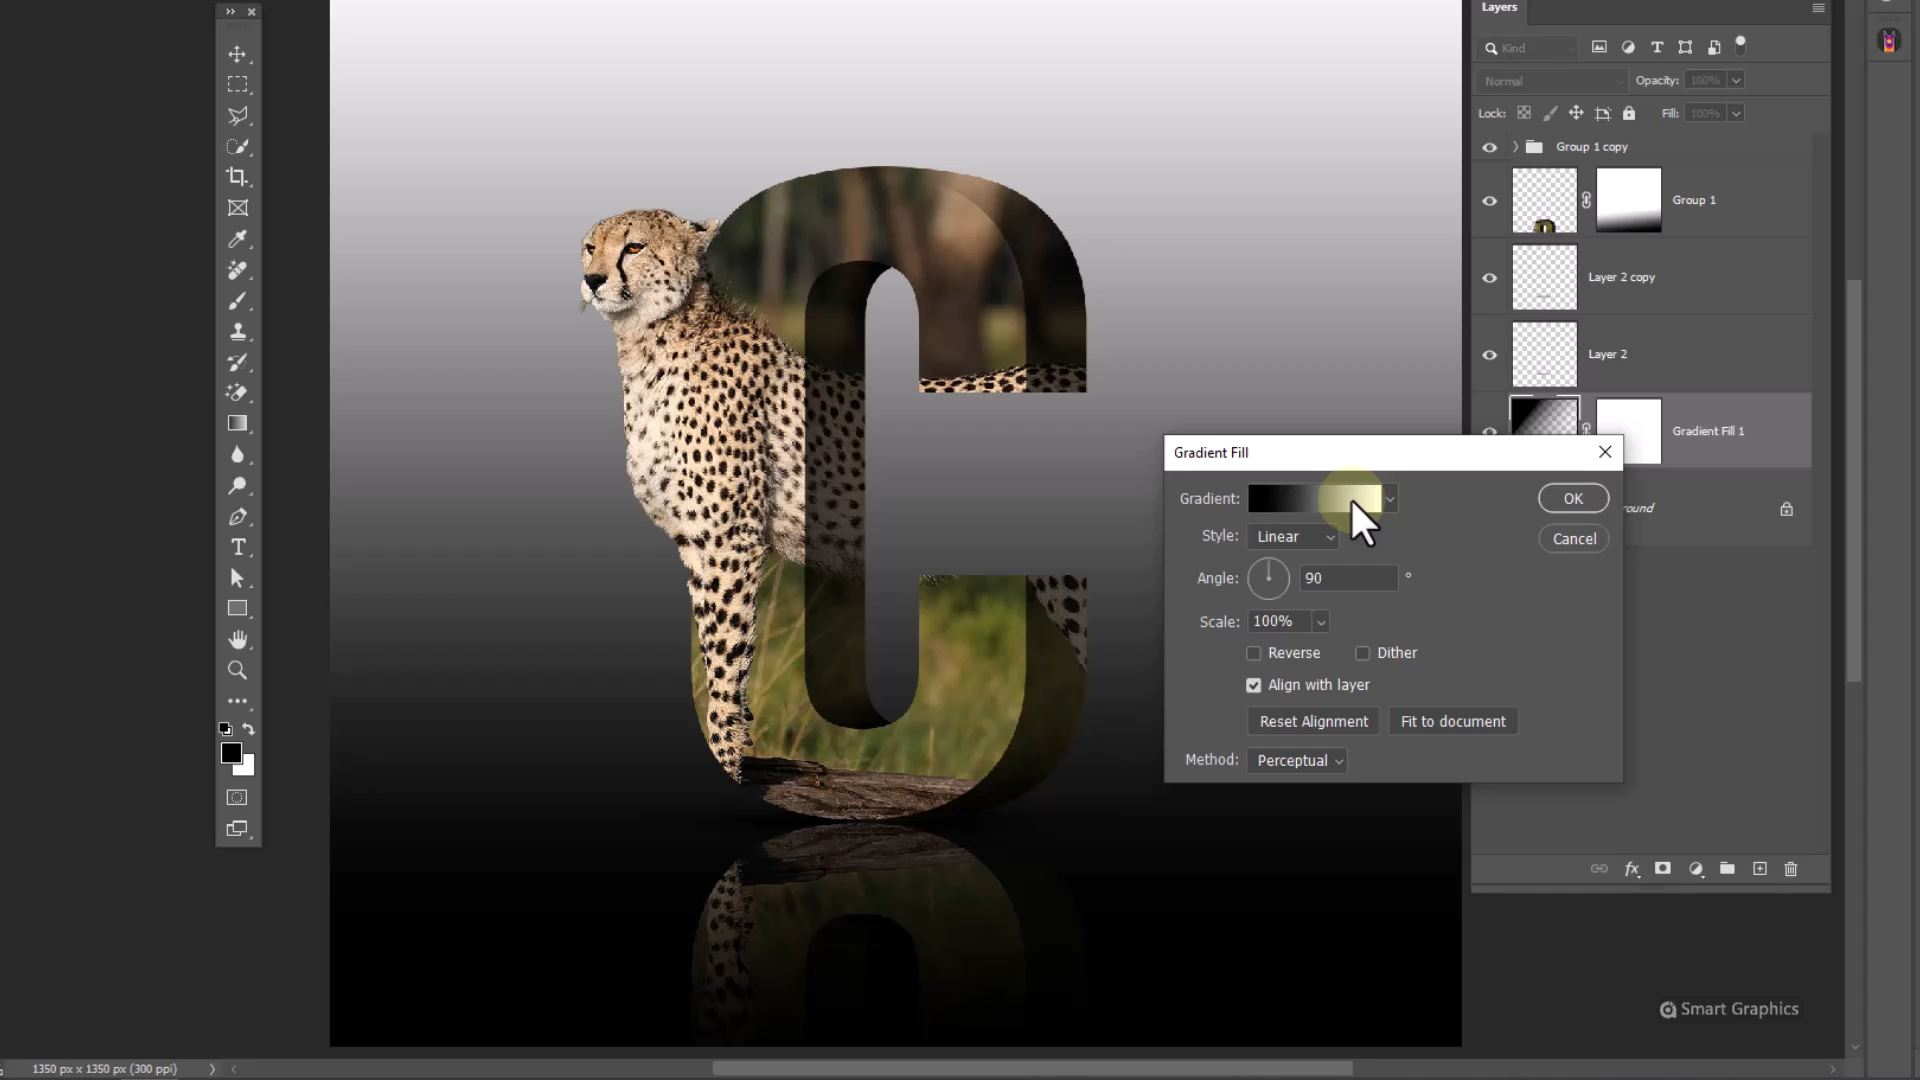 Layers
Kind
Normal
Opacity: 100%
Lock:
Fill: 100%
Group 1 copy
Group 1
Layer 2 copy
Layer 2
Gradient Fill 1
round
Gradient Fill
Gradient:
OK
Style: Linear
Cancel
Angle: 90 °
Scale: 100%
Reverse Dither
Align with layer
Reset Alignment Fit to document
Method: Perceptual
fx
Smart Graphics
1350 px x 1350 px (300 ppi)